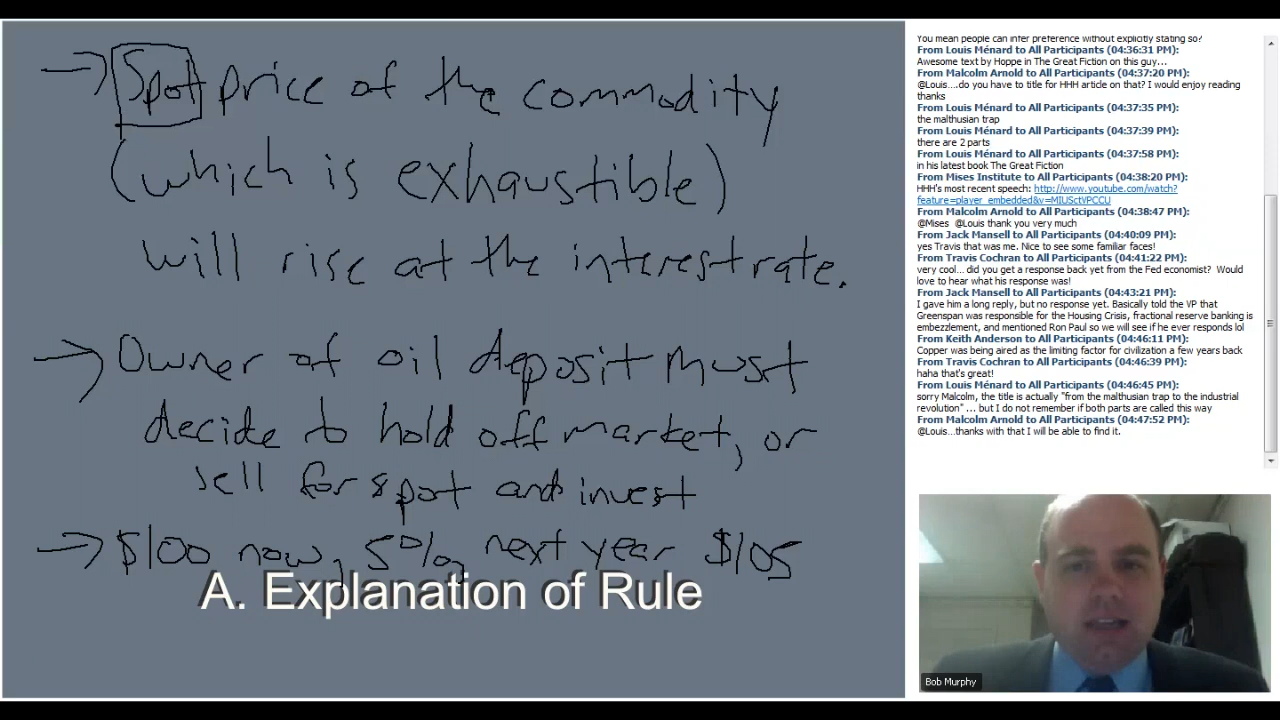 → Spot price of the commodity
(which is exhaustible)
will rise at the interest rate.
→ Owner of oil deposit must
decide to hold off market, or
sell for spot and invest
→ $100 now, 5%, next year $105
A. Explanation of Rule
You mean people can infer preference without explicitly stating so?
From Louis Ménard to All Participants (04:36:31 PM):
Awesome text by Hoppe in The Great Fiction on this guy...
From Malcolm Arnold to All Participants (04:37:20 PM):
@Louis....do you have to title for HHH article on that? I would enjoy reading
thanks
From Louis Ménard to All Participants (04:37:35 PM):
the malthusian trap
From Louis Ménard to All Participants (04:37:39 PM):
there are 2 parts
From Louis Ménard to All Participants (04:37:58 PM):
in his latest book The Great Fiction
From Mises Institute to All Participants (04:38:20 PM):
HHH's most recent speech: http://www.youtube.com/watch?
feature=player_embedded&v=MIUSctVPCCU
From Malcolm Arnold to All Participants (04:38:47 PM):
@Mises @Louis thank you very much
From Jack Mansell to All Participants (04:40:09 PM):
yes Travis that was me. Nice to see some familiar faces!
From Travis Cochran to All Participants (04:41:22 PM):
very cool... did you get a response back yet from the Fed economist? Would
love to hear what his response was!
From Jack Mansell to All Participants (04:43:21 PM):
I gave him a long reply, but no response yet. Basically told the VP that
Greenspan was responsible for the Housing Crisis, fractional reserve banking is
embezzlement, and mentioned Ron Paul so we will see if he ever responds lol
From Keith Anderson to All Participants (04:46:11 PM):
Copper was being aired as the limiting factor for civilization a few years back
From Travis Cochran to All Participants (04:46:39 PM):
haha that's great!
From Louis Ménard to All Participants (04:46:45 PM):
sorry Malcolm, the title is actually "from the malthusian trap to the industrial
revolution" ... but I do not remember if both parts are called this way
From Malcolm Arnold to All Participants (04:47:52 PM):
@Louis...thanks with that I will be able to find it.
Bob Murphy